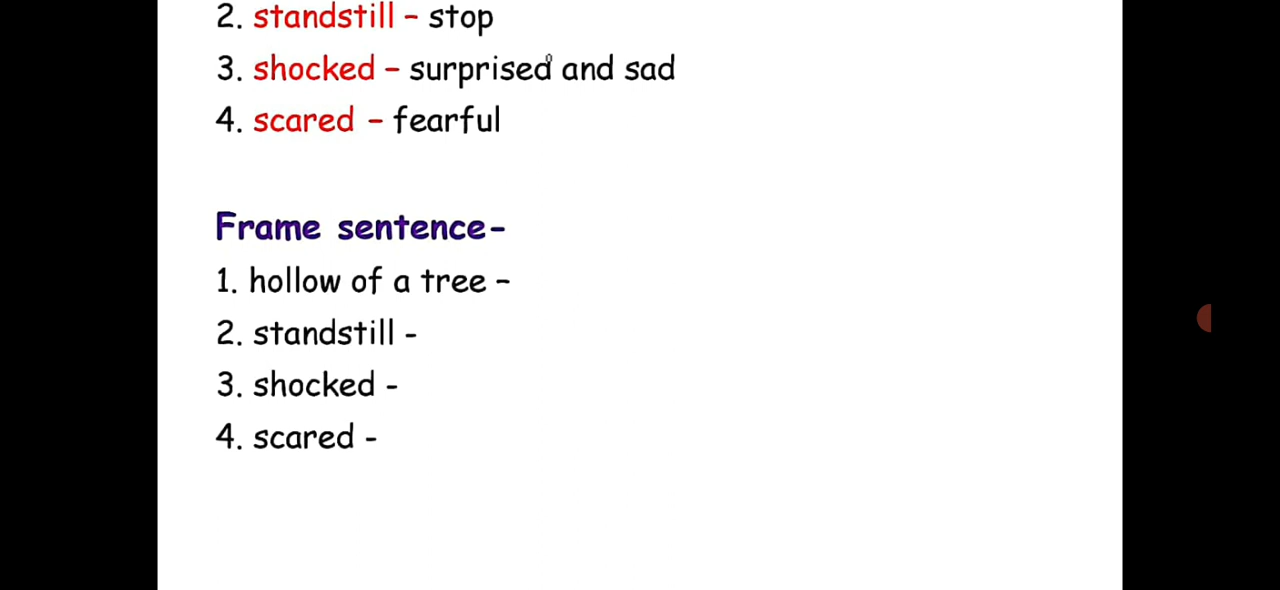 2. standstill – stop
3. shocked – surprised and sad
4. scared – fearful
Frame sentence-
1. hollow of a tree –
2. standstill -
3. shocked -
4. scared -